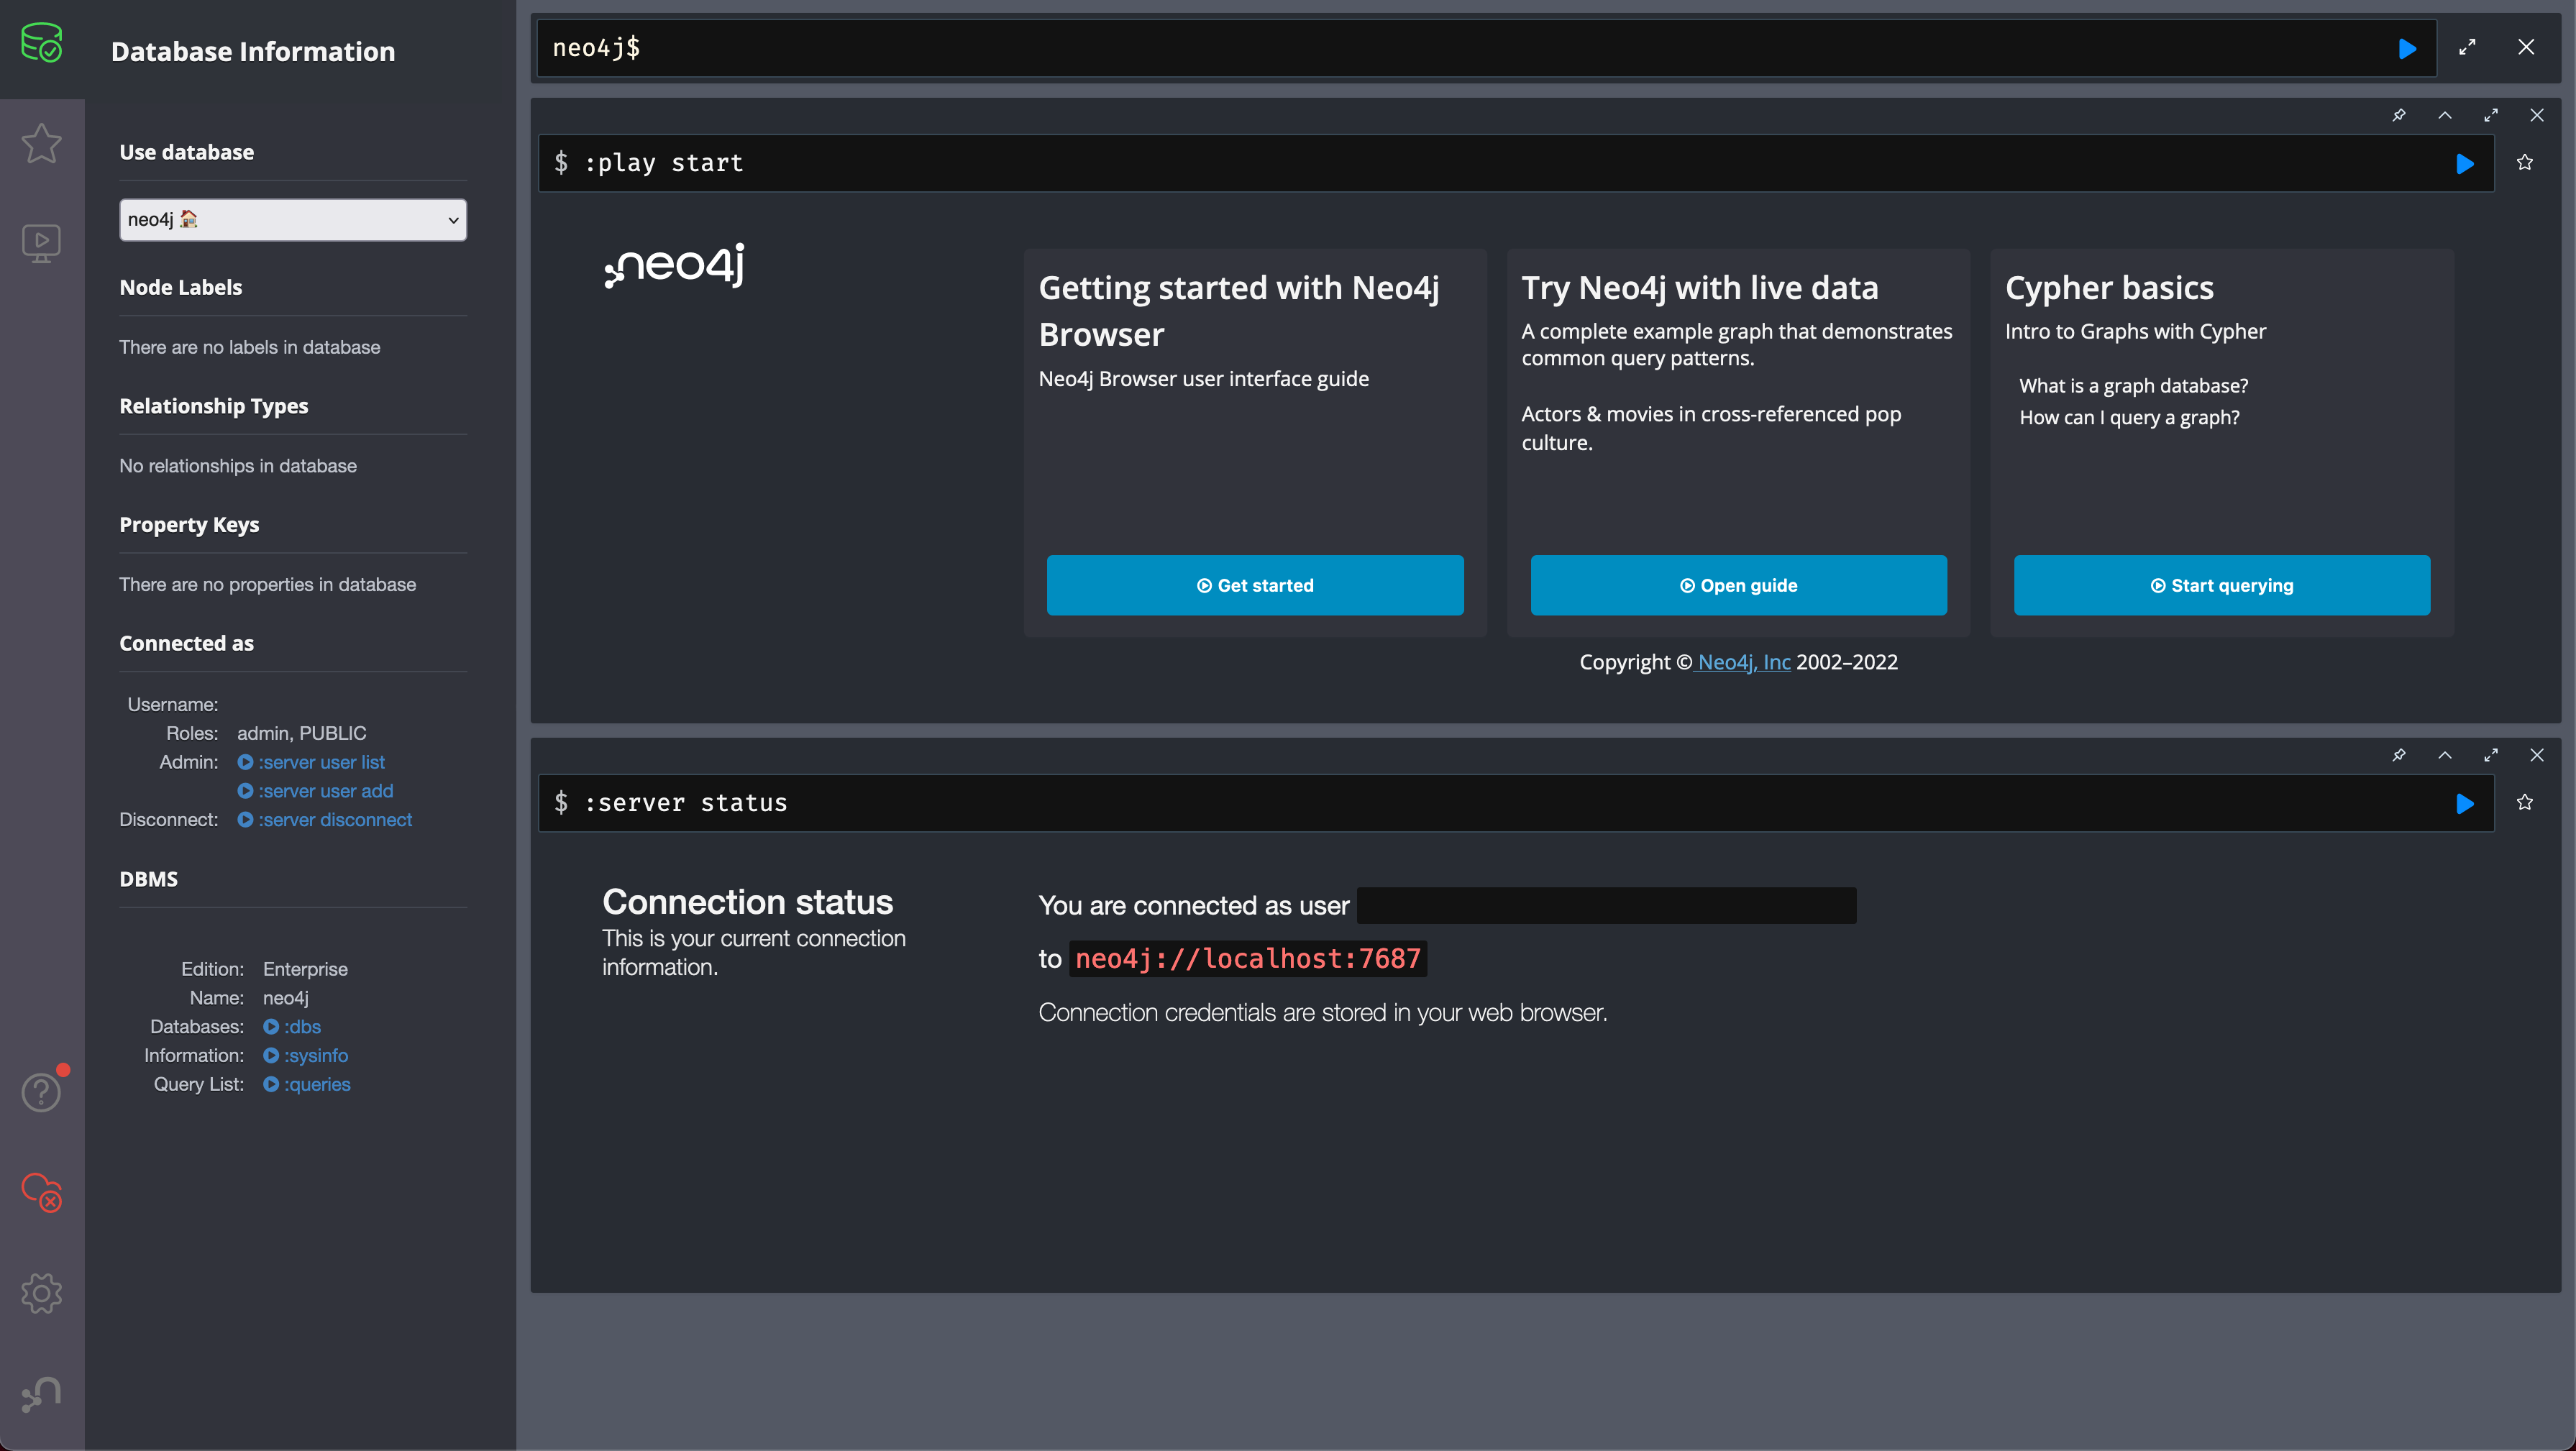 Database Information
Use database
neo4j
Node Labels
There are no labels in database
Relationship Types
No relationships in database
Property Keys
There are no properties in database
Connected as
Username:
Roles: admin, PUBLIC
Admin: :server user list
:server user add
Disconnect: :server disconnect
DBMS
Edition: Enterprise
Name: neo4j
Databases: :dbs
Information: :sysinfo
Query List: :queries
neo4j$
$ :play start
neo4j
Getting started with Neo4j
Browser
Neo4j Browser user interface guide
Get started
Try Neo4j with live data
A complete example graph that demonstrates
common query patterns.
Actors & movies in cross-referenced pop
culture.
Open guide
Cypher basics
Intro to Graphs with Cypher
What is a graph database?
How can I query a graph?
Start querying
Copyright © Neo4j, Inc 2002–2022
$ :server status
Connection status
This is your current connection
information.
You are connected as user
to neo4j://localhost:7687
Connection credentials are stored in your web browser.